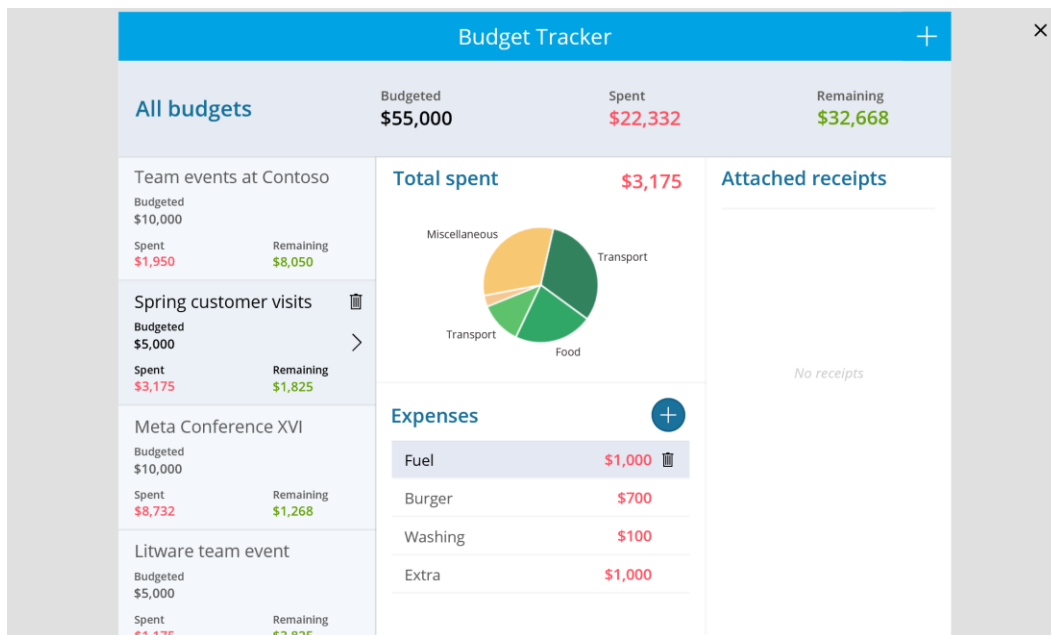 Budget Tracker
All budgets
Budgeted
$55,000
Spent
$22,332
Remaining
$32,668
Team events at Contoso
Budgeted
$10,000
Spent Remaining
$1,950 $8,050
Spring customer visits
Budgeted
$5,000
Spent Remaining
$3,175 $1,825
Meta Conference XVI
Budgeted
$10,000
Spent Remaining
$8,732 $1,268
Litware team event
Budgeted
$5,000
Spent Remaining
$1,175 $3,825
Total spent $3,175
Miscellaneous
Transport
Transport
Food
Expenses
Fuel $1,000
Burger $700
Washing $100
Extra $1,000
Attached receipts
No receipts